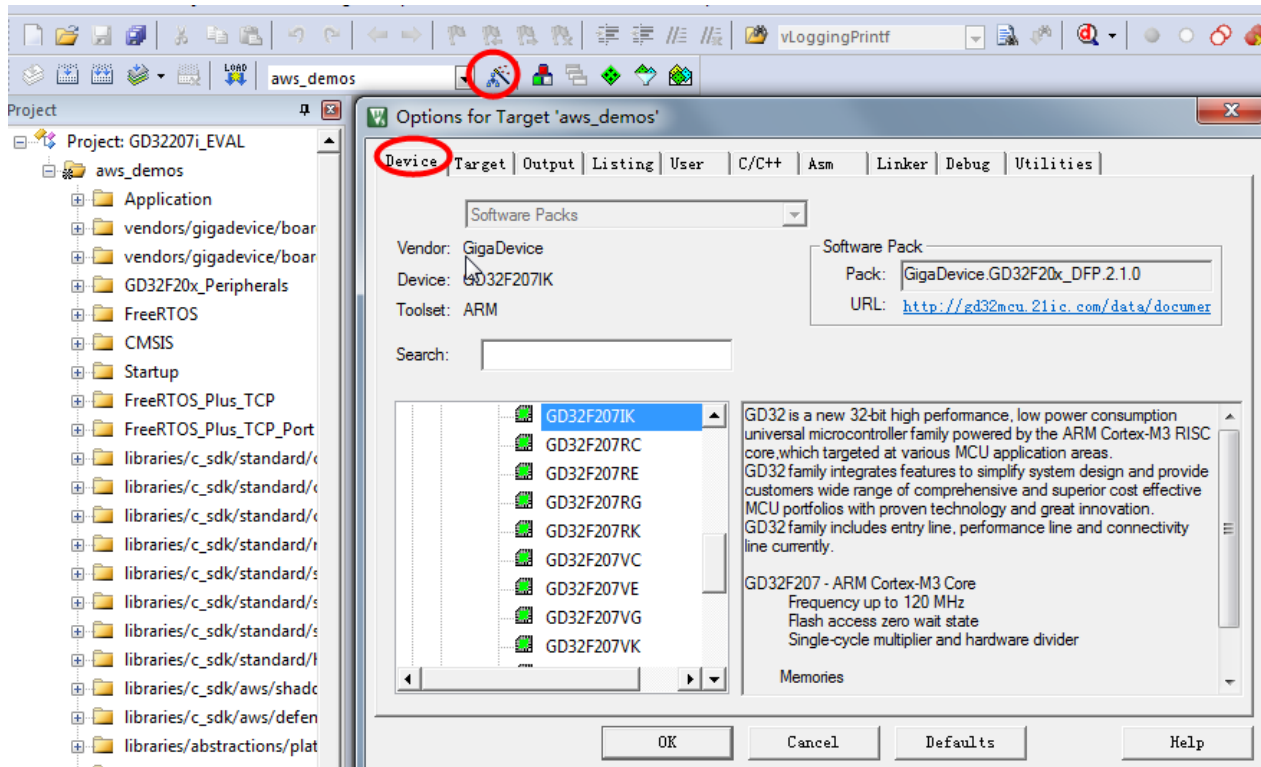 vLoggingPrintf
LOAD
aws_demos
Project
Project: GD32207i_EVAL
aws_demos
Application
vendors/gigadevice/boar
vendors/gigadevice/boar
GD32F20x_Peripherals
FreeRTOS
CMSIS
Startup
FreeRTOS_Plus_TCP
FreeRTOS_Plus_TCP_Port
libraries/c_sdk/standard/c
libraries/c_sdk/standard/c
libraries/c_sdk/standard/c
libraries/c_sdk/standard/r
libraries/c_sdk/standard/s
libraries/c_sdk/standard/s
libraries/c_sdk/standard/s
libraries/c_sdk/standard/h
libraries/c_sdk/aws/shadc
libraries/c_sdk/aws/defen
libraries/abstractions/plat
Options for Target 'aws_demos'
Device Target Output Listing User C/C++ Asm Linker Debug Utilities
Software Packs
Vendor: GigaDevice
Device: GD32F207IK
Toolset: ARM
Software Pack
Pack: GigaDevice.GD32F20x_DFP.2.1.0
URL: http://gd32mcu.21ic.com/data/documer
Search:
GD32F207IK
GD32F207RC
GD32F207RE
GD32F207RG
GD32F207RK
GD32F207VC
GD32F207VE
GD32F207VG
GD32F207VK
GD32 is a new 32-bit high performance, low power consumption
universal microcontroller family powered by the ARM Cortex-M3 RISC
core,which targeted at various MCU application areas.
GD32 family integrates features to simplify system design and provide
customers wide range of comprehensive and superior cost effective
MCU portfolios with proven technology and great innovation.
GD32 family includes entry line, performance line and connectivity
line currently.
GD32F207 - ARM Cortex-M3 Core
Frequency up to 120 MHz
Flash access zero wait state
Single-cycle multiplier and hardware divider
Memories
OK Cancel Defaults Help